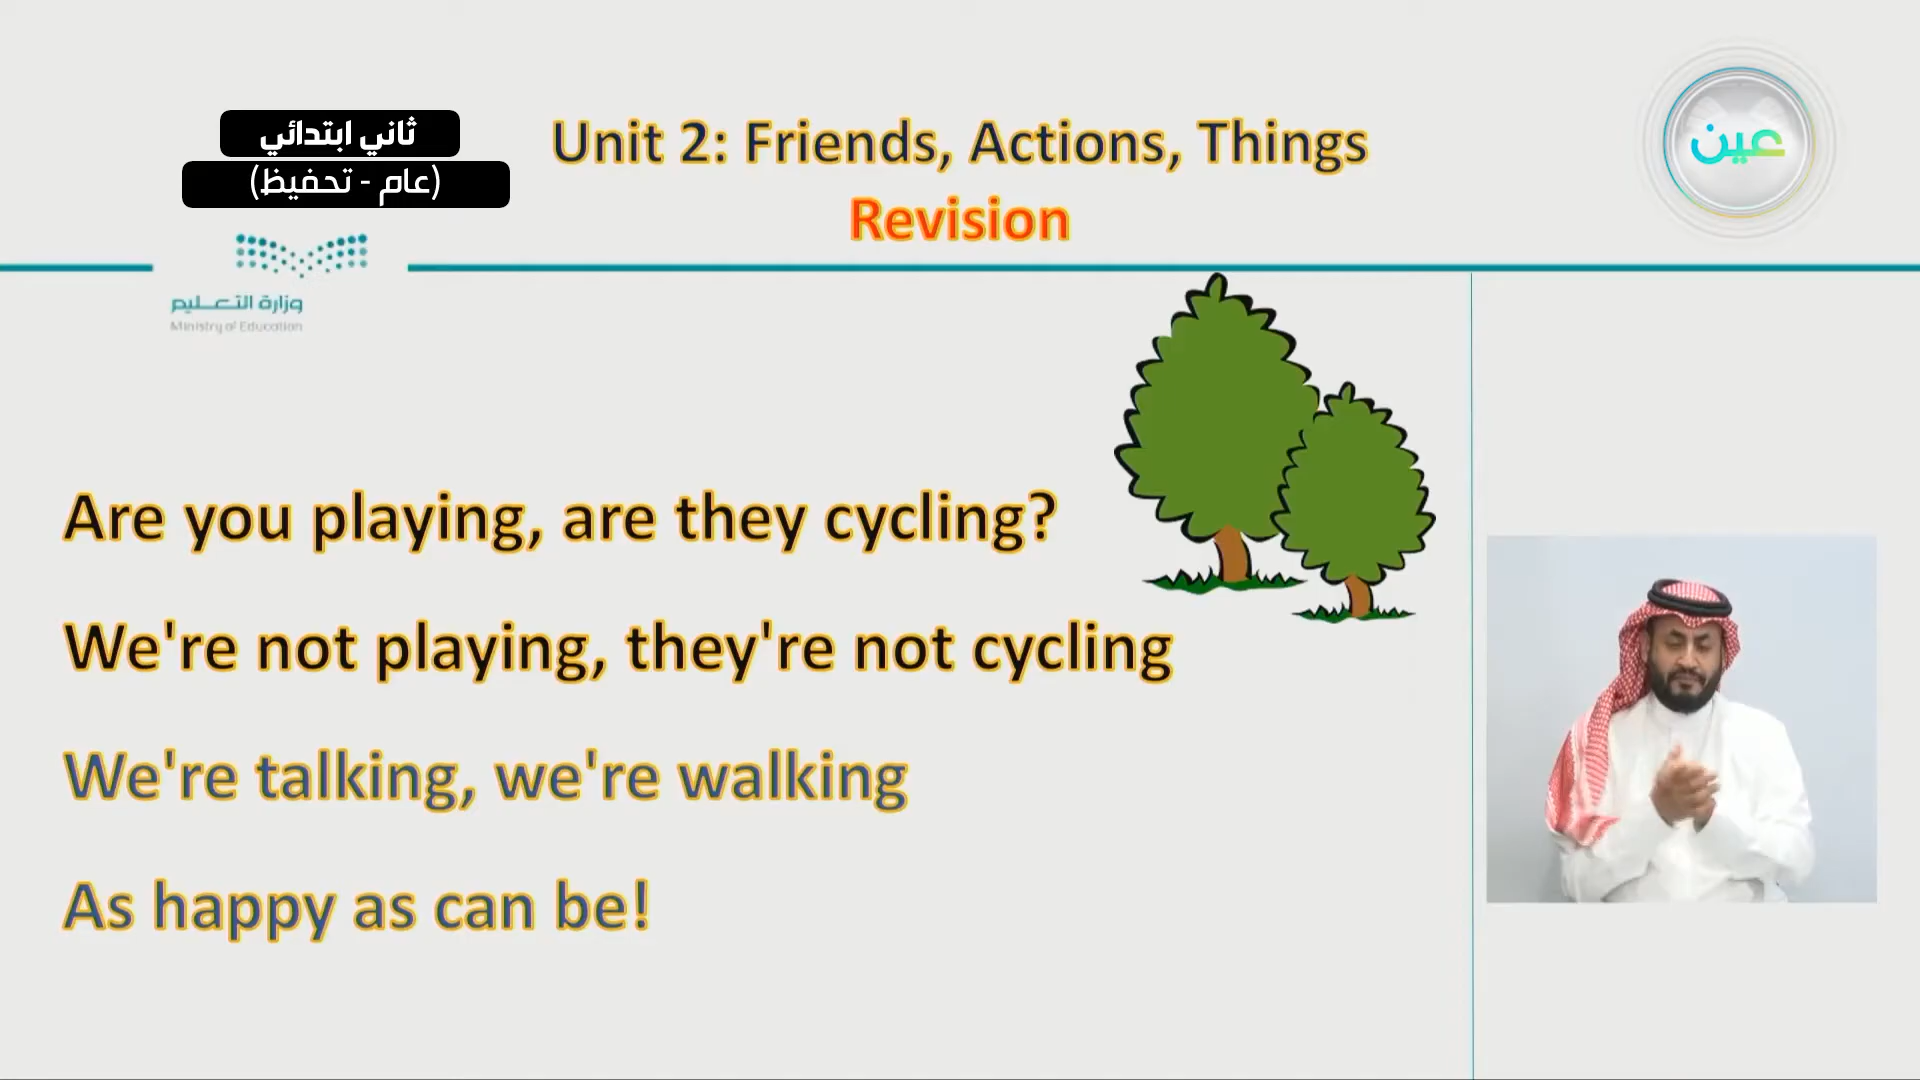 ثاني ابتدائي
(عام - تحفيظ)
Unit 2: Friends, Actions, Things
Revision
عين
وزارة التعـليم
Ministry of Education
Are you playing, are they cycling?
We're not playing, they're not cycling
We're talking, we're walking
As happy as can be!